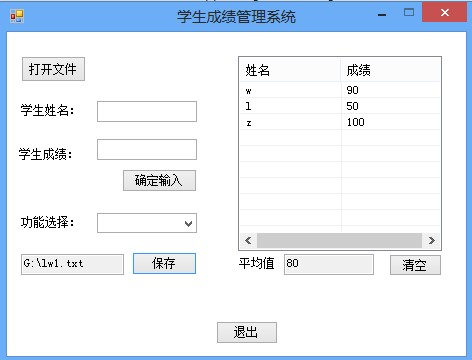 学生成绩管理系统
打开文件
学生姓名：
学生成绩：
确定输入
功能选择：
G:\lw1.txt
保存
姓名 成绩
w 90
l 50
z 100
平均值 80
清空
退出